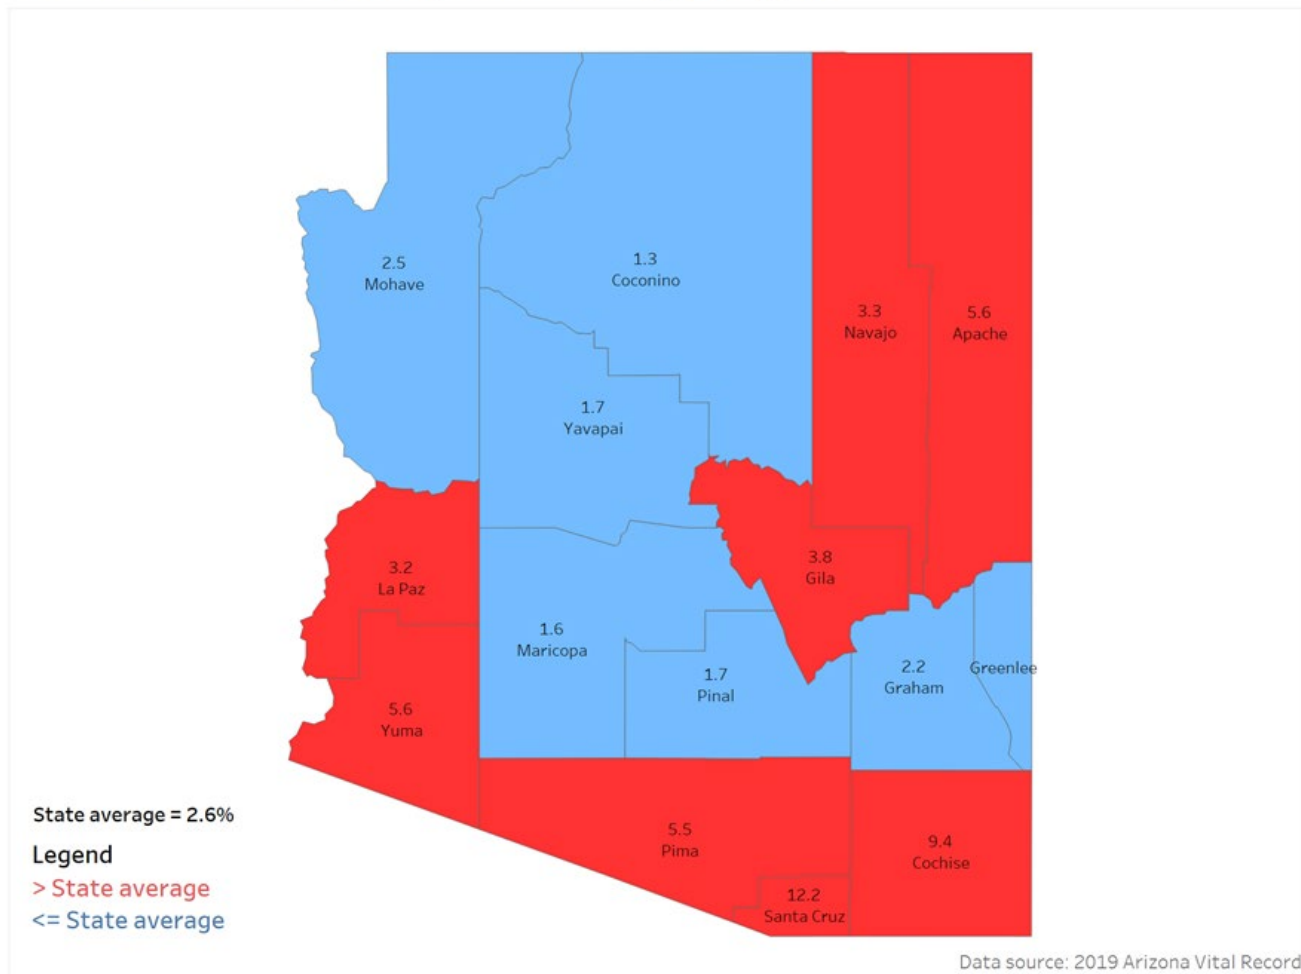 2.5
Mohave
1.3
Coconino
3.3
Navajo
5.6
Apache
1.7
Yavapai
3.2
La Paz
3.8
Gila
1.6
Maricopa
1.7
Pinal
2.2
Graham
Greenlee
5.6
Yuma
5.5
Pima
9.4
Cochise
12.2
Santa Cruz
State average = 2.6%
Legend
> State average
<= State average
Data source: 2019 Arizona Vital Record